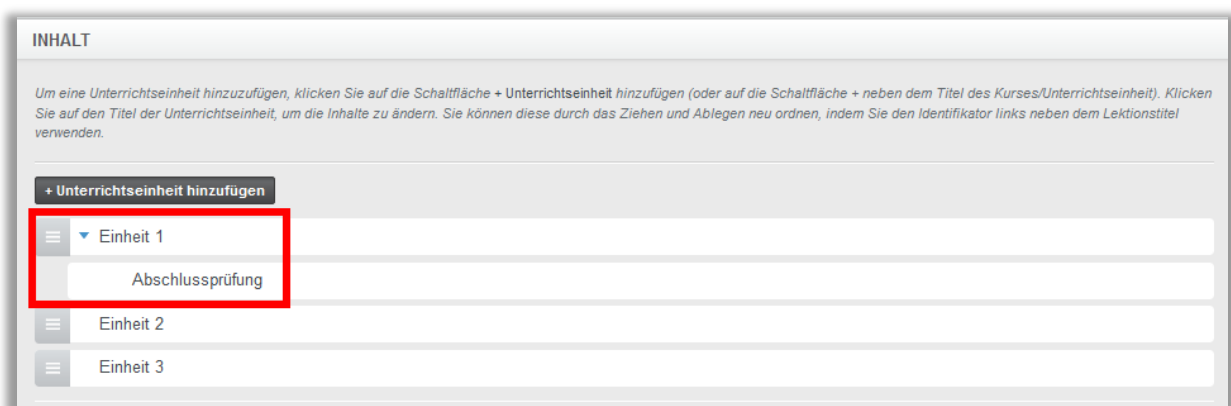 INHALT
Um eine Unterrichtseinheit hinzuzufügen, klicken Sie auf die Schaltfläche + Unterrichtseinheit hinzufügen (oder auf die Schaltfläche + neben dem Titel des Kurses/Unterrichtseinheit). Klicken
Sie auf den Titel der Unterrichtseinheit, um die Inhalte zu ändern. Sie können diese durch das Ziehen und Ablegen neu ordnen, indem Sie den Identifikator links neben dem Lektionstitel
verwenden.
+ Unterrichtseinheit hinzufügen
Einheit 1
Abschlussprüfung
Einheit 2
Einheit 3